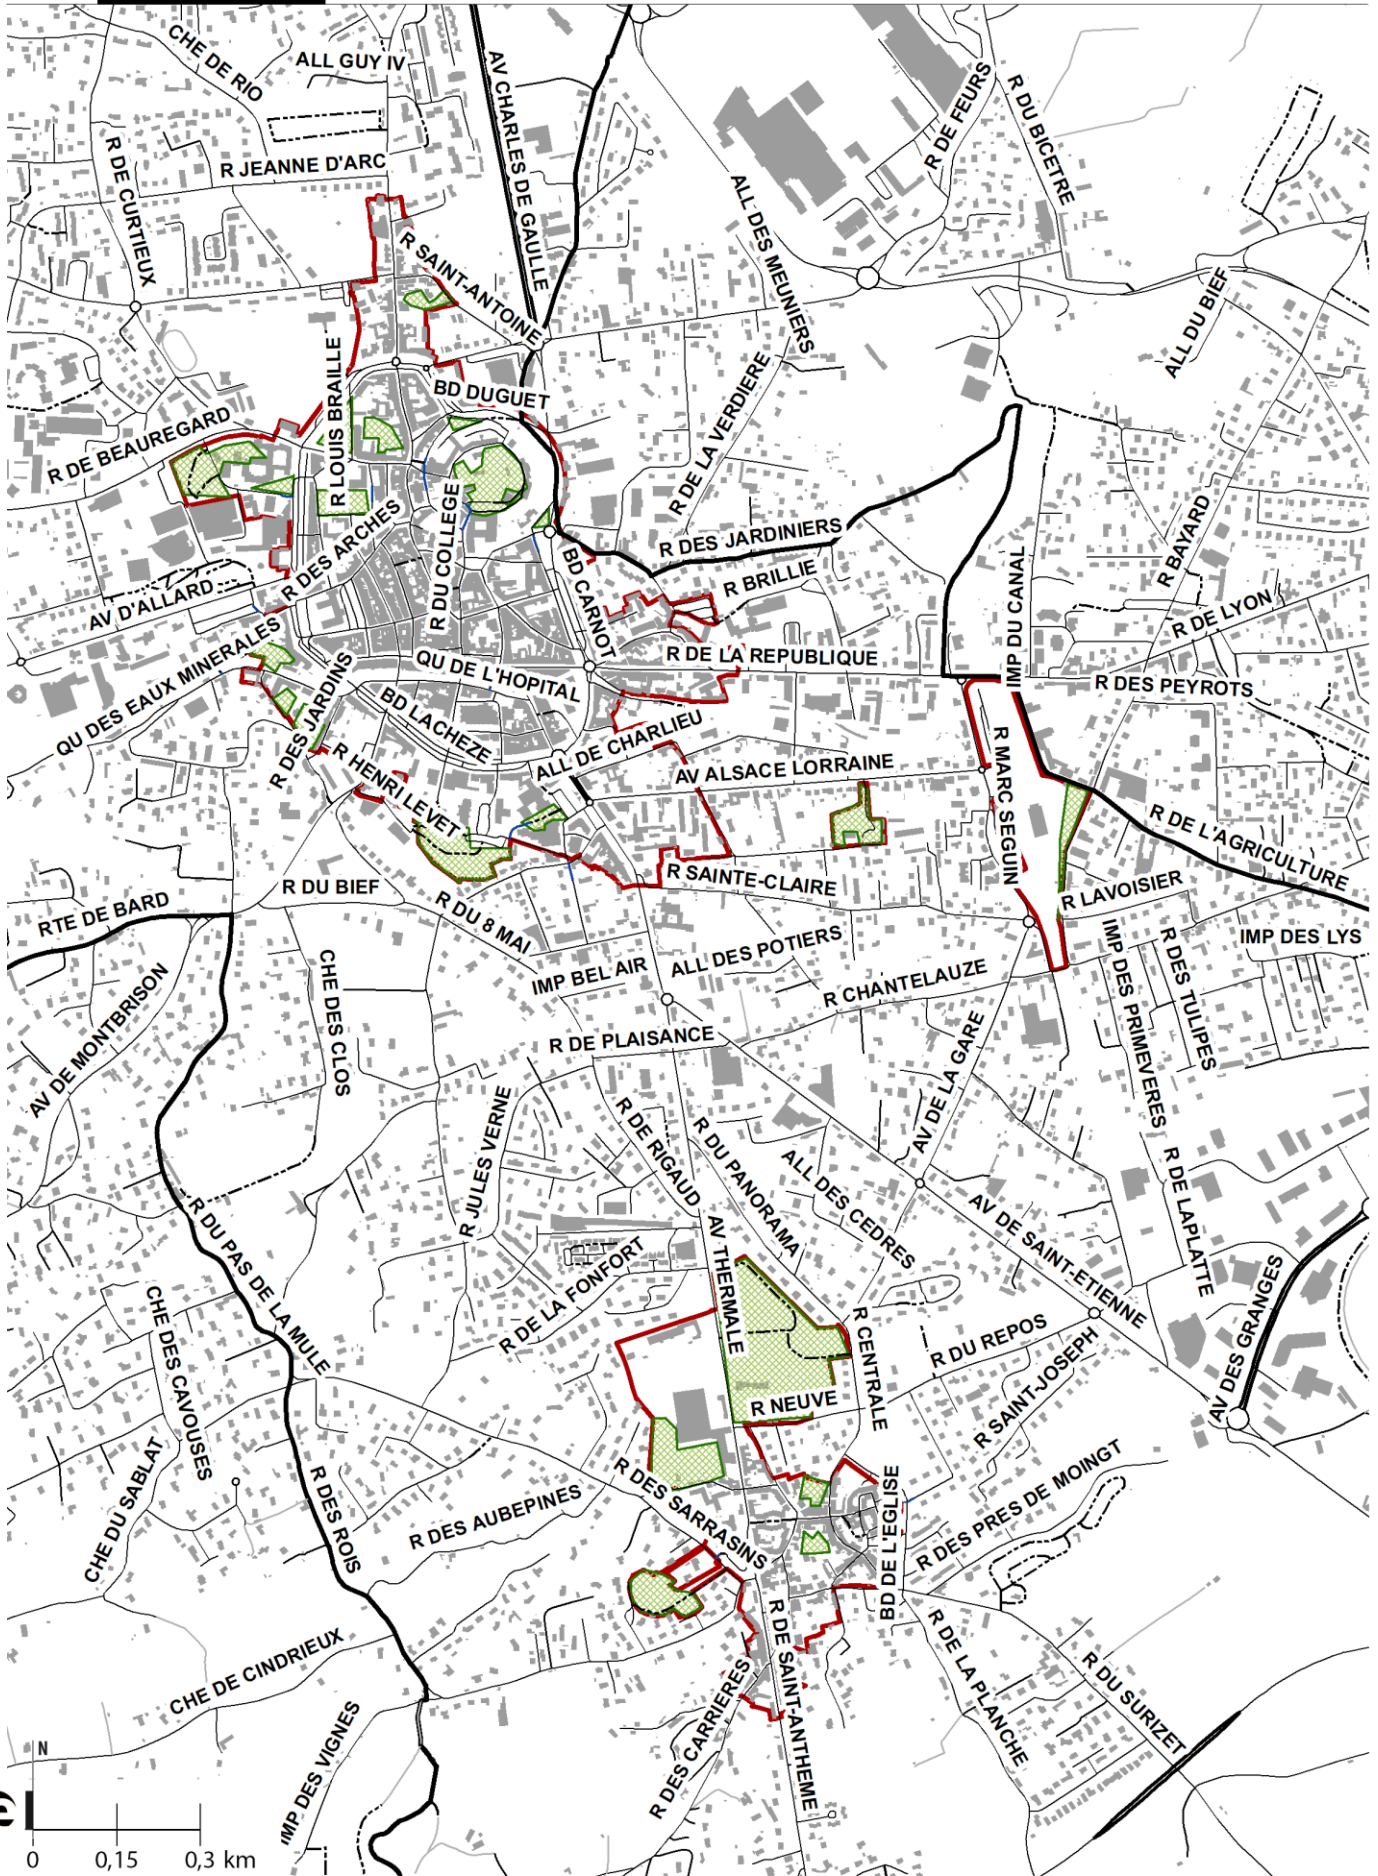 CHE DE RIO
ALL GUY IV
AV CHARLES DE GAULLE
R DE FEURS
R DU BICETRE
R DE CURTIEUX
R JEANNE D'ARC
ALL DES MEUNIERS
R SAINT-ANTOINE
ALL DU BIEF
R LOUIS BRAILLE
BD DUGUET
R DE LA VERDIERE
R DE BEAUREGARD
R DU COLLEGE
R DES ARCHES
R DES JARDINIERS
R BAYARD
BD CARNOT
R BRILLIE
IMP DU CANAL
AV D'ALLARD
R DE LYON
QU DES EAUX MINERALES
QU DE L'HOPITAL
R DE LA REPUBLIQUE
R DES PEYROTS
R DES JARDINS
BD LACHEZE
ALL DE CHARLIEU
R HENRI LEVET
AV ALSACE LORRAINE
R MARC SEGUIN
R DE L'AGRICULTURE
R DU BIEF
R SAINTE-CLAIRE
R LAVOISIER
RTE DE BARD
R DU 8 MAI
IMP DES LYS
AV DE MONTBRISON
CHE DES CLOS
IMP BEL AIR
ALL DES POTIERS
R CHANTELAUZE
IMP DES PRIMEVERES
R DES TULIPES
R DE PLAISANCE
AV DE LA GARE
R JULES VERNE
R DE RIGAUD
R DU PANORAMA
ALL DES CEDRES
R DE LAPLATTE
R DU PAS DE LA MULE
AV THERMALE
AV DE SAINT-ETIENNE
R DE LA FONFORT
CHE DES CAVOUSES
R CENTRALE
R DU REPOS
AV DES GRANGES
R SAINT-JOSEPH
R NEUVE
CHE DU SABLAT
R DES ROIS
R DES AUBEPINES
R DES SARRASINS
BD DE L'EGLISE
R DES PRES DE MOINGT
CHE DE CINDRIEUX
R DE SAINT-ANTHEME
R DE LA PLANCHE
R DU SURIZET
R DES CARRIERES
IMP DES VIGNES
N
0 0,15 0,3 km